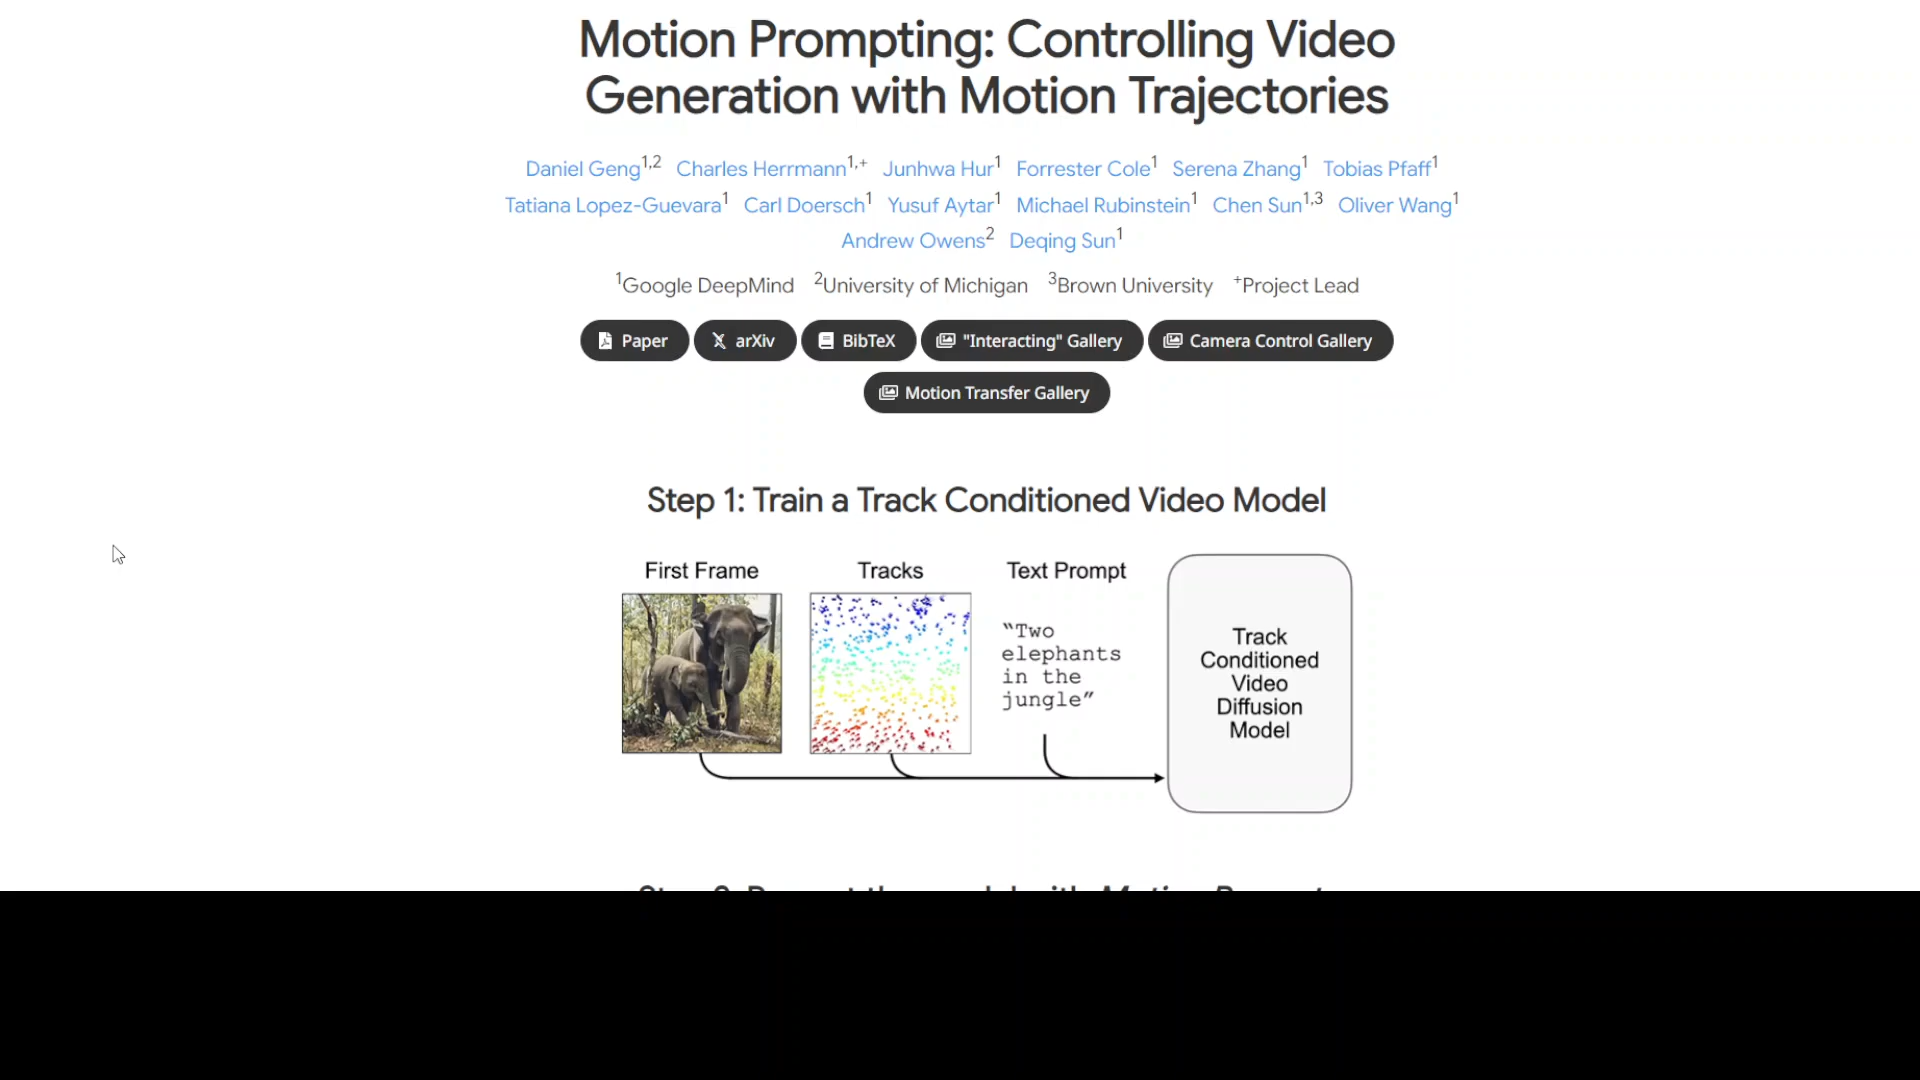 Motion Prompting: Controlling Video
Generation with Motion Trajectories
Daniel Geng1,2 Charles Herrmann1,+ Junhwa Hur1 Forrester Cole1 Serena Zhang1 Tobias Pfaff1
Tatiana Lopez-Guevara1 Carl Doersch1 Yusuf Aytar1 Michael Rubinstein1 Chen Sun1,3 Oliver Wang1
Andrew Owens2 Deqing Sun1
1Google DeepMind 2University of Michigan 3Brown University +Project Lead
Paper arXiv BibTeX "Interacting" Gallery Camera Control Gallery
Motion Transfer Gallery
Step 1: Train a Track Conditioned Video Model
First Frame Tracks Text Prompt
“Two
elephants
in the
jungle”
Track
Conditioned
Video
Diffusion
Model